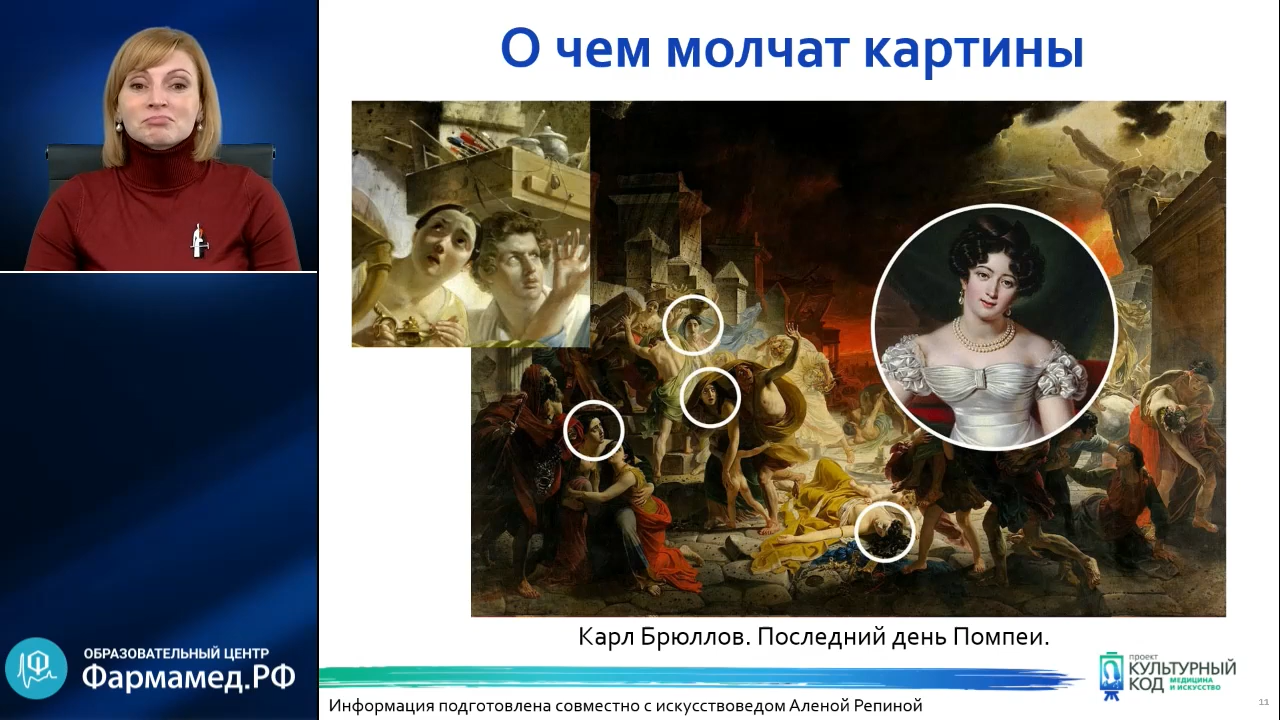 О чем молчат картины
Карл Брюллов. Последний день Помпеи.
ОБРАЗОВАТЕЛЬНЫЙ ЦЕНТР
Фармамед.РФ
проект
КУЛЬТУРНЫЙ
КОД
МЕДИЦИНА
И ИСКУССТВО
Информация подготовлена совместно с искусствоведом Аленой Репиной
11